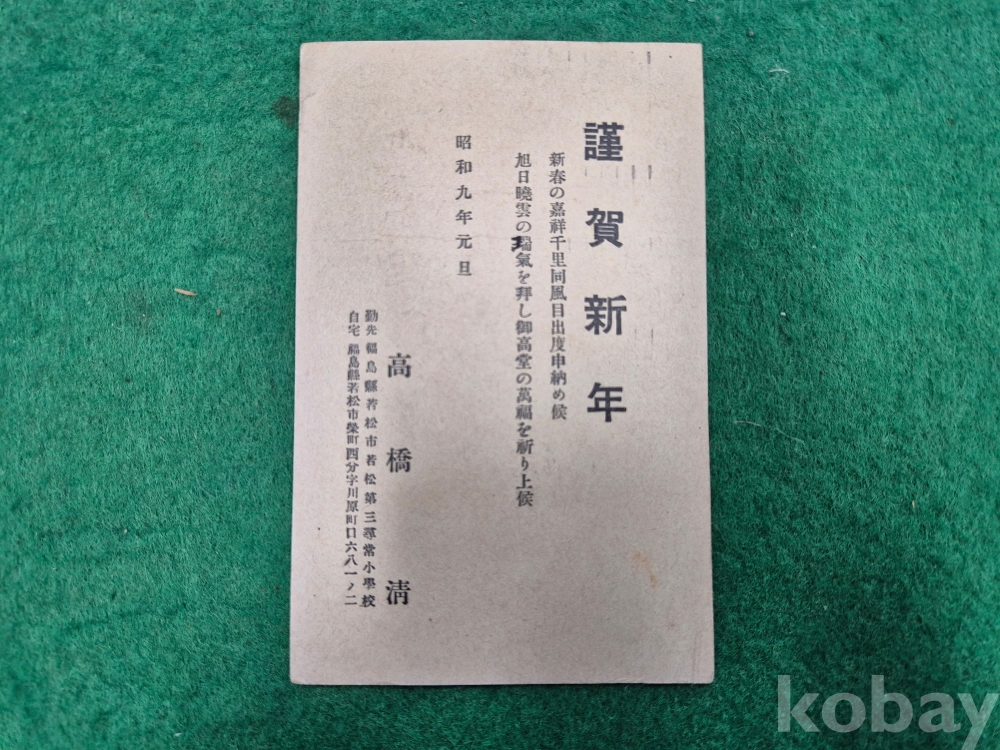 謹賀新年
新春の嘉祥千里同風目出度申納め候
旭日曉雲の瑞氣を拜し御高堂の萬福を祈り上候
昭和九年元旦
高橋淸
勤先 福島縣若松市若松第三尋常小學校
自宅 福島縣若松市榮町四分字川原町口六八一ノ二
kobay